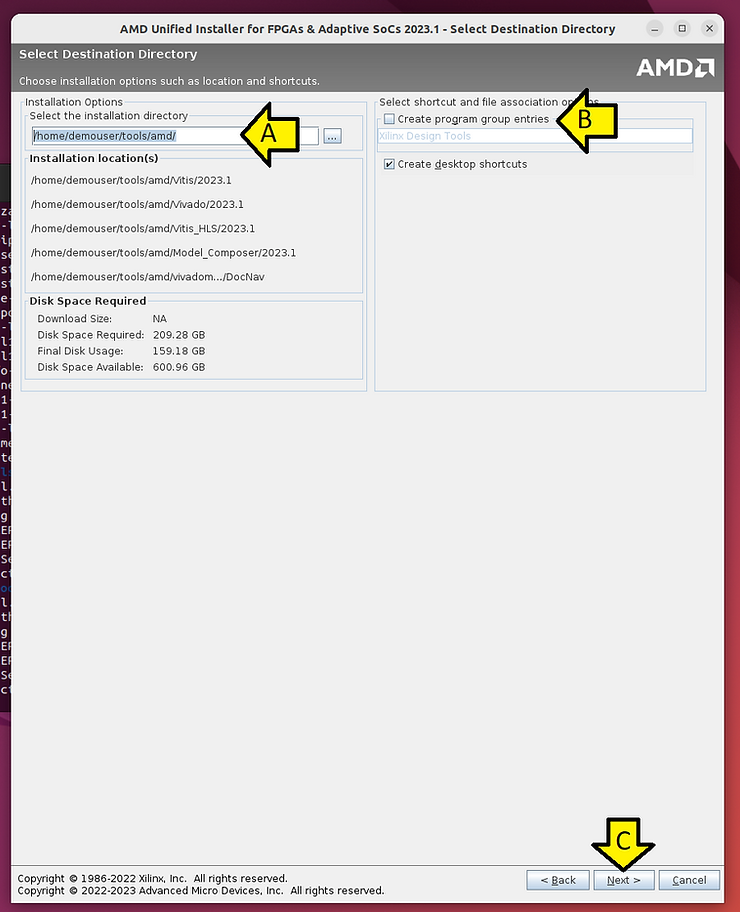 AMD Unified Installer for FPGAs & Adaptive SoCs 2023.1 - Select Destination Directory
Select Destination Directory
Choose installation options such as location and shortcuts.
AMD
Installation Options
Select the installation directory
/home/demouser/tools/amd/
...
A
Installation location(s)
/home/demouser/tools/amd/Vitis/2023.1
/home/demouser/tools/amd/Vivado/2023.1
/home/demouser/tools/amd/Vitis_HLS/2023.1
/home/demouser/tools/amd/Model_Composer/2023.1
/home/demouser/tools/amd/vivadom.../DocNav
Disk Space Required
Download Size: NA
Disk Space Required: 209.28 GB
Final Disk Usage: 159.18 GB
Disk Space Available: 600.96 GB
Select shortcut and file association options
Create program group entries
B
Xilinx Design Tools
Create desktop shortcuts
C
Copyright © 1986-2022 Xilinx, Inc. All rights reserved.
Copyright © 2022-2023 Advanced Micro Devices, Inc. All rights reserved.
< Back
Next >
Cancel